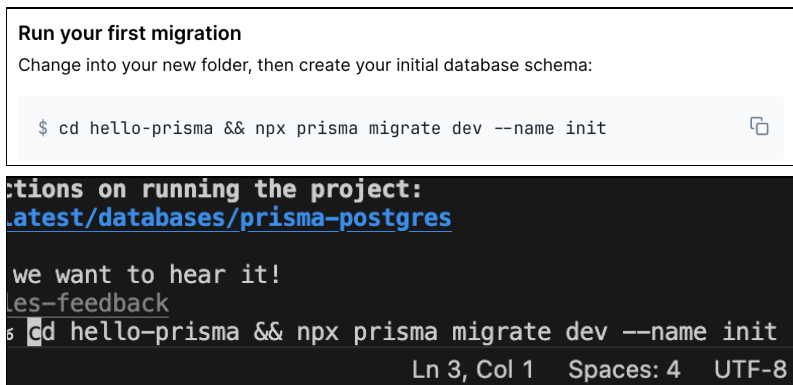 Run your first migration
Change into your new folder, then create your initial database schema:
$ cd hello-prisma && npx prisma migrate dev --name init
ctions on running the project:
latest/databases/prisma-postgres
we want to hear it!
les-feedback
cd hello-prisma && npx prisma migrate dev --name init
Ln 3, Col 1 Spaces: 4 UTF-8